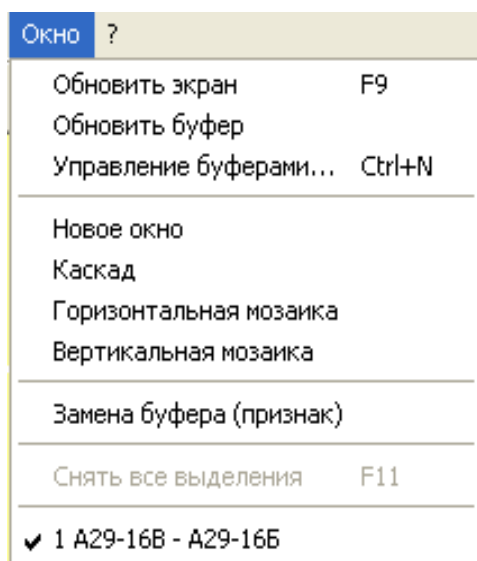 Окно ?
Обновить экран F9
Обновить буфер
Управление буферами... Ctrl+N
Новое окно
Каскад
Горизонтальная мозаика
Вертикальная мозаика
Замена буфера (признак)
Снять все выделения F11
✔ 1 А29-16В - А29-16Б